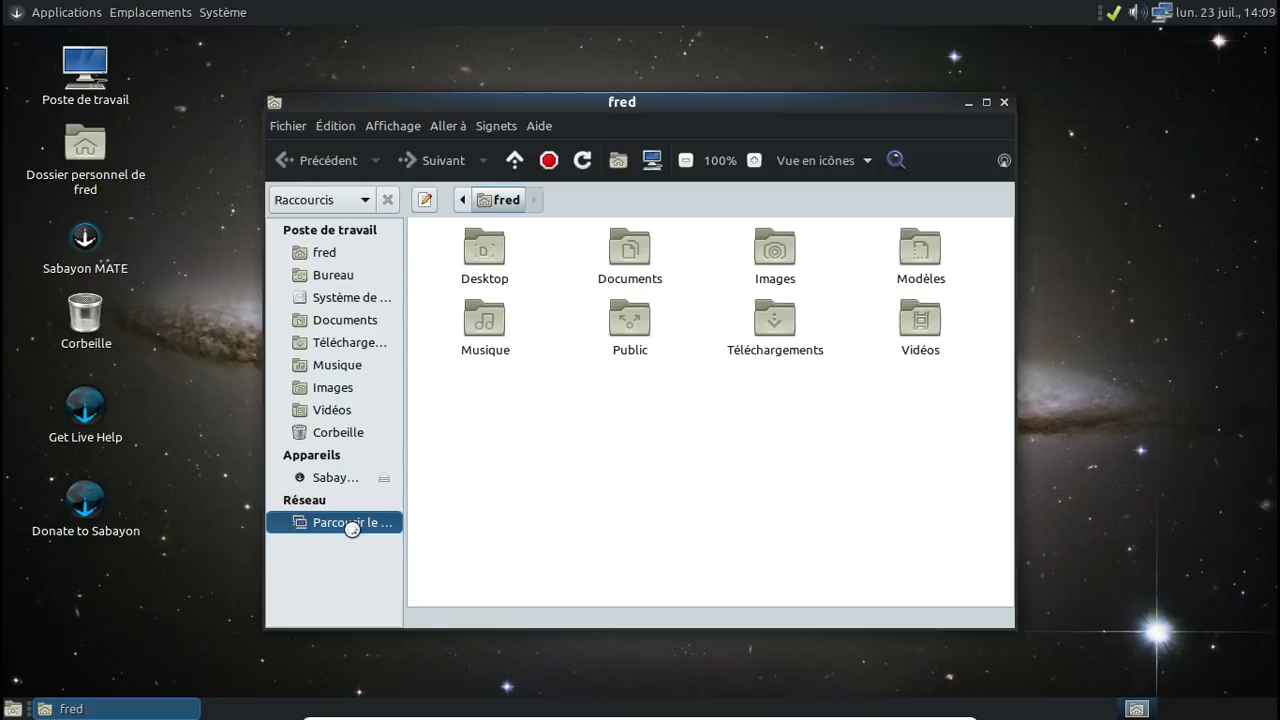 Applications Emplacements Système
lun. 23 juil., 14:09
Poste de travail
Dossier personnel de
fred
Sabayon MATE
Corbeille
Get Live Help
Donate to Sabayon
fred
Fichier Édition Affichage Aller à Signets Aide
Précédent Suivant 100% Vue en icônes
Raccourcis fred
Poste de travail
fred
Bureau
Système de ...
Documents
Télécharge...
Musique
Images
Vidéos
Corbeille
Appareils
Sabay...
Réseau
Parcourir le ...
Desktop Documents Images Modèles
Musique Public Téléchargements Vidéos
fred